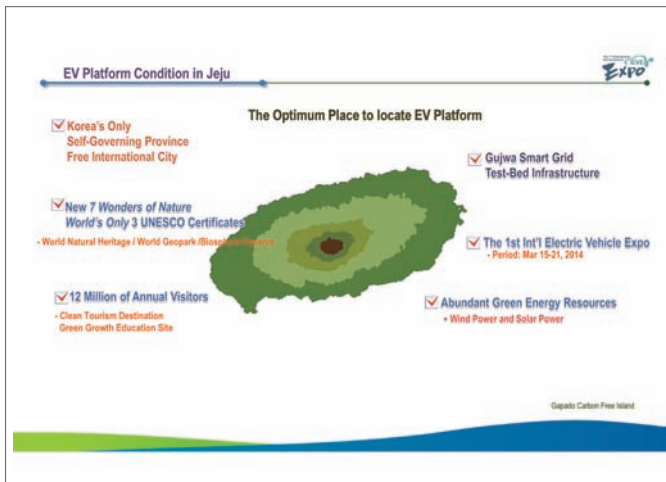 EV Platform Condition in Jeju
EXPO
The Optimum Place to locate EV Platform
Korea's Only
Self-Governing Province
Free International City
New 7 Wonders of Nature
World's Only 3 UNESCO Certificates
- World Natural Heritage / World Geopark /Biosphere Reserve
12 Million of Annual Visitors
- Clean Tourism Destination
Green Growth Education Site
Gujwa Smart Grid
Test-Bed Infrastructure
The 1st Int'l Electric Vehicle Expo
- Period: Mar 15-21, 2014
Abundant Green Energy Resources
- Wind Power and Solar Power
Gapado Carbon Free Island